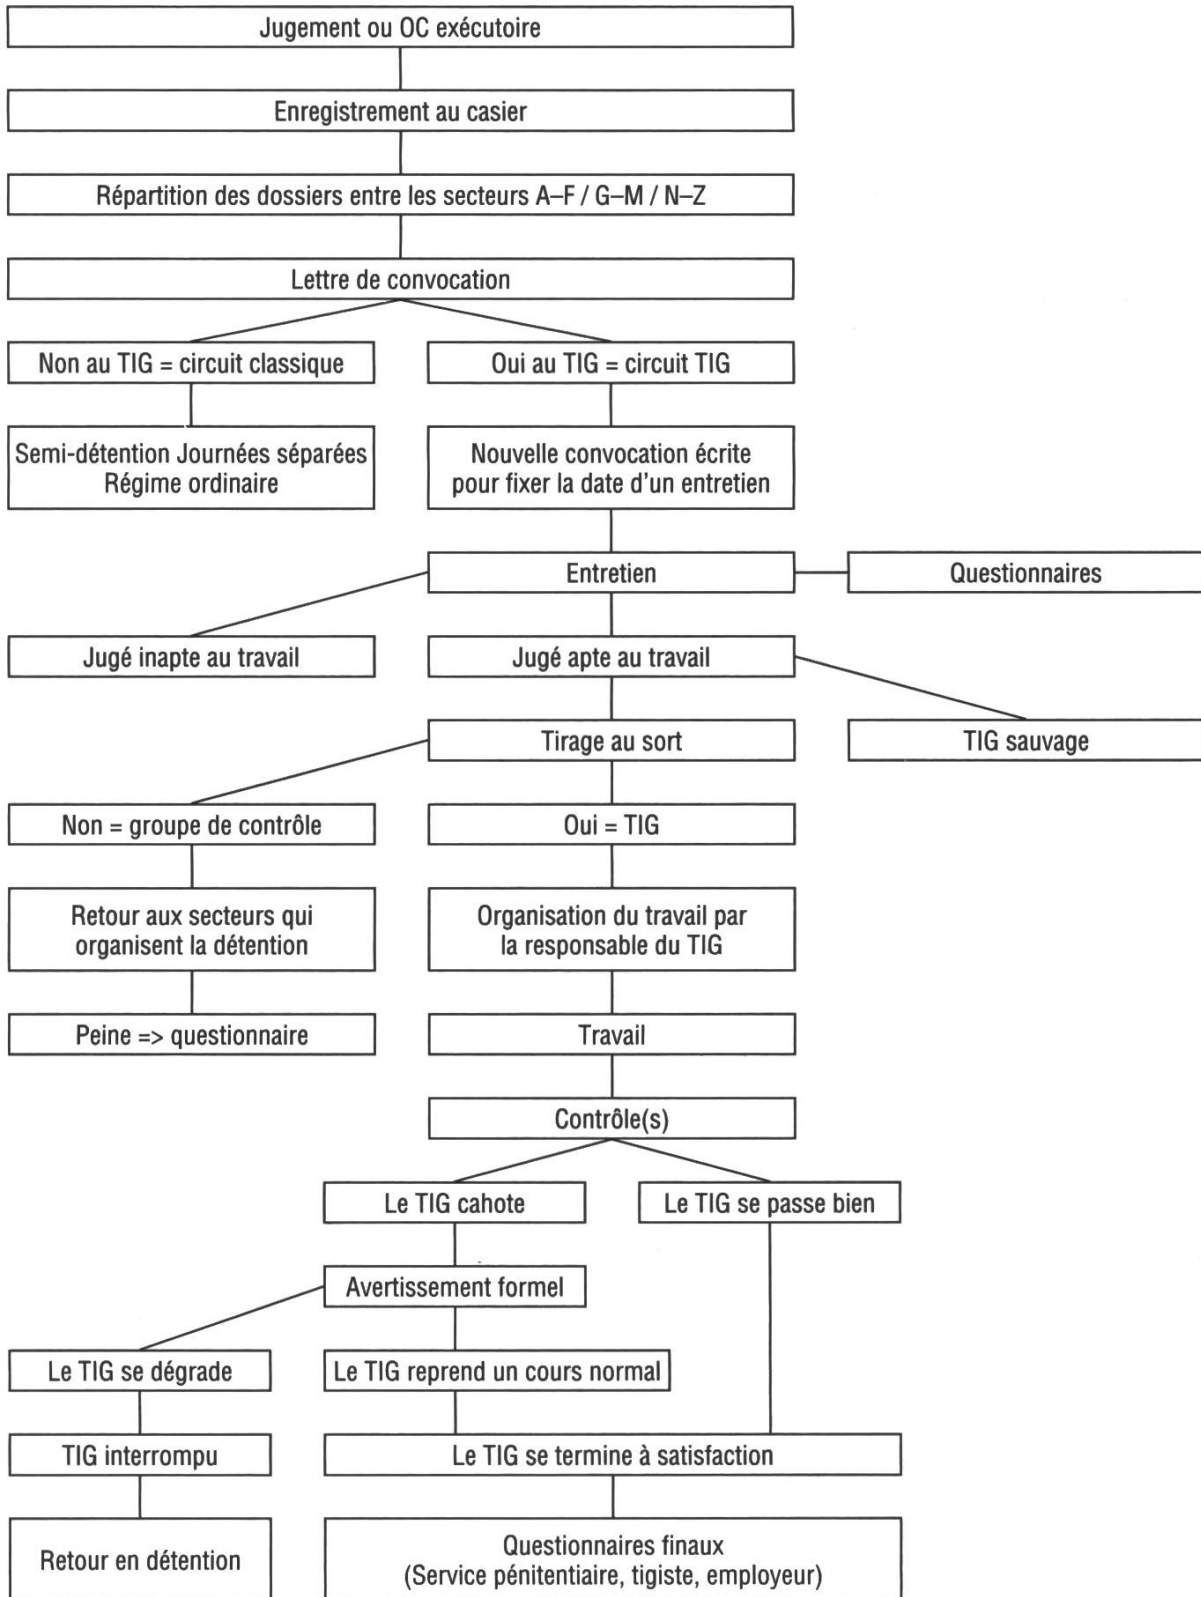 Jugement ou OC exécutoire
Enregistrement au casier
Répartition des dossiers entre les secteurs A–F / G–M / N–Z
Lettre de convocation
Non au TIG = circuit classique
Oui au TIG = circuit TIG
Semi-détention Journées séparées
Régime ordinaire
Nouvelle convocation écrite
pour fixer la date d'un entretien
Entretien
Questionnaires
Jugé inapte au travail
Jugé apte au travail
Tirage au sort
TIG sauvage
Non = groupe de contrôle
Oui = TIG
Retour aux secteurs qui
organisent la détention
Organisation du travail par
la responsable du TIG
Peine => questionnaire
Travail
Contrôle(s)
Le TIG cahote
Le TIG se passe bien
Avertissement formel
Le TIG se dégrade
Le TIG reprend un cours normal
TIG interrompu
Le TIG se termine à satisfaction
Retour en détention
Questionnaires finaux
(Service pénitentiaire, tigiste, employeur)